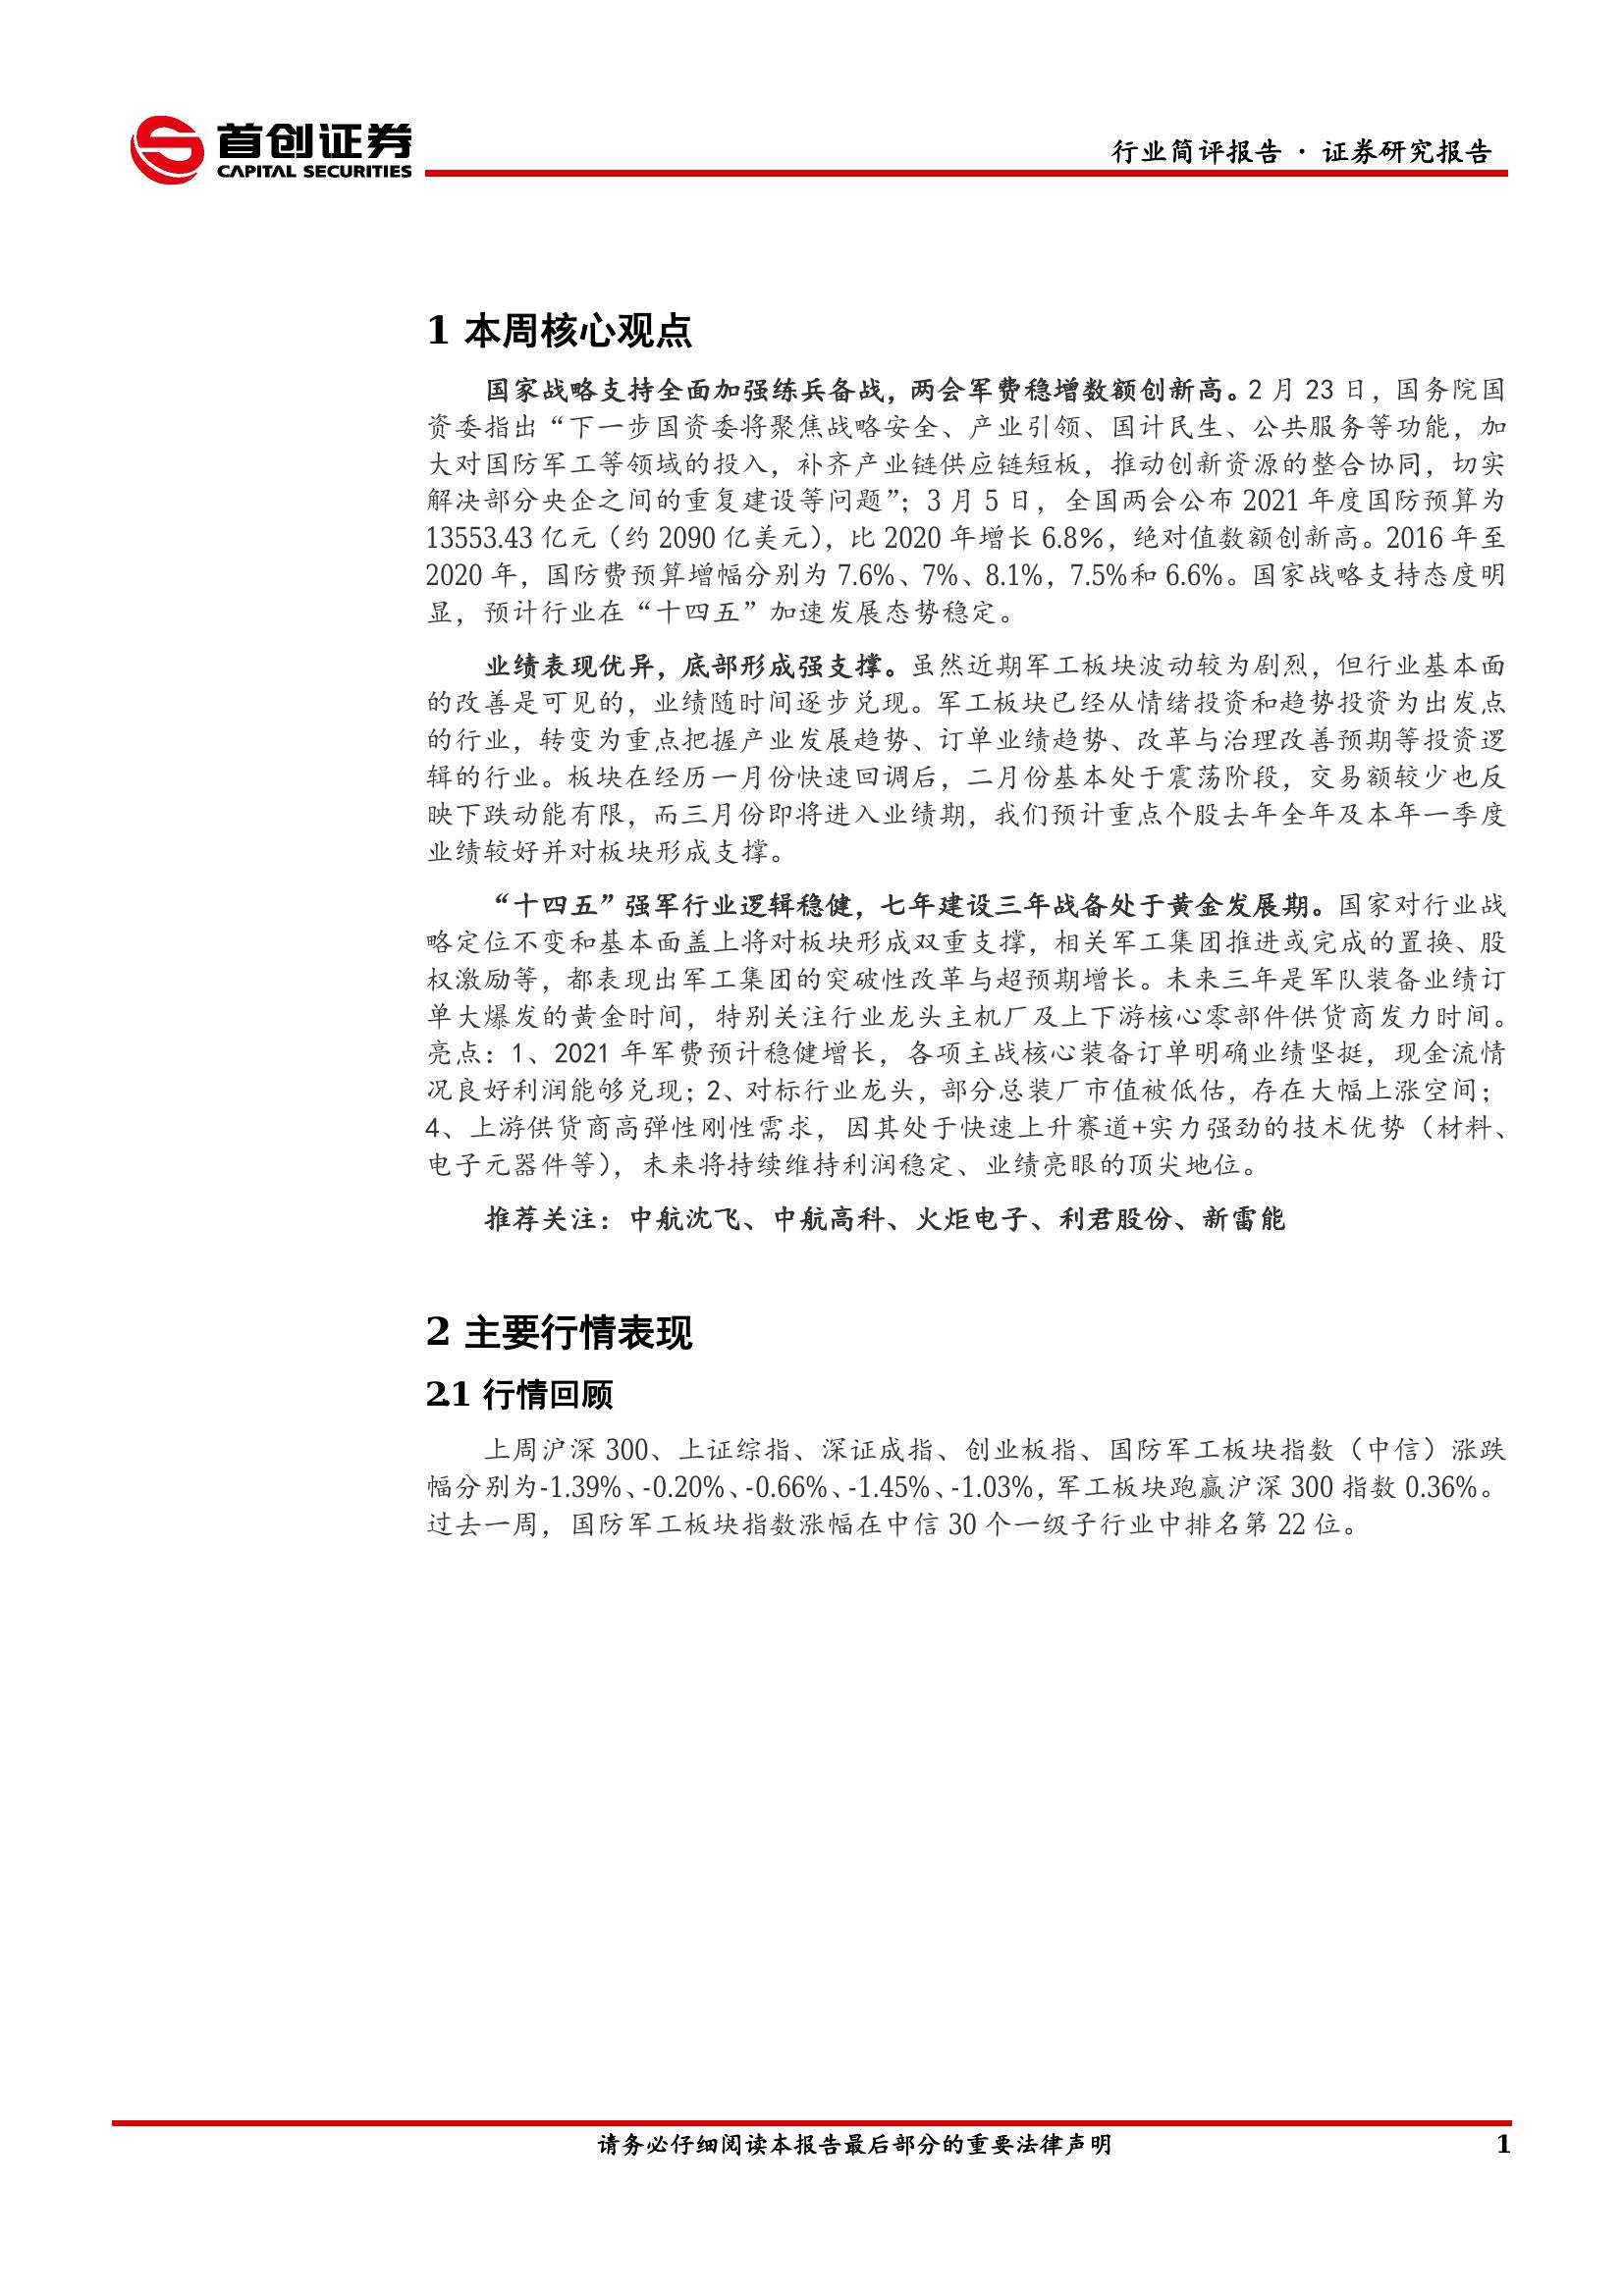 首创证券
CAPITAL SECURITIES
行业简评报告 · 证券研究报告
1 本周核心观点
国家战略支持全面加强练兵备战，两会军费稳增数额创新高。2 月 23 日，国务院国
资委指出“下一步国资委将聚焦战略安全、产业引领、国计民生、公共服务等功能，加
大对国防军工等领域的投入，补齐产业链供应链短板，推动创新资源的整合协同，切实
解决部分央企之间的重复建设等问题”；3 月 5 日，全国两会公布 2021 年度国防预算为
13553.43 亿元（约 2090 亿美元），比 2020 年增长 6.8%，绝对值数额创新高。2016 年至
2020 年，国防费预算增幅分别为 7.6%、7%、8.1%，7.5%和 6.6%。国家战略支持态度明
显，预计行业在“十四五”加速发展态势稳定。
业绩表现优异，底部形成强支撑。虽然近期军工板块波动较为剧烈，但行业基本面
的改善是可见的，业绩随时间逐步兑现。军工板块已经从情绪投资和趋势投资为出发点
的行业，转变为重点把握产业发展趋势、订单业绩趋势、改革与治理改善预期等投资逻
辑的行业。板块在经历一月份快速回调后，二月份基本处于震荡阶段，交易额较少也反
映下跌动能有限，而三月份即将进入业绩期，我们预计重点个股去年全年及本年一季度
业绩较好并对板块形成支撑。
“十四五”强军行业逻辑稳健，七年建设三年战备处于黄金发展期。国家对行业战
略定位不变和基本面盖上将对板块形成双重支撑，相关军工集团推进或完成的置换、股
权激励等，都表现出军工集团的突破性改革与超预期增长。未来三年是军队装备业绩订
单大爆发的黄金时间，特别关注行业龙头主机厂及上下游核心零部件供货商发力时间。
亮点：1、2021 年军费预计稳健增长，各项主战核心装备订单明确业绩坚挺，现金流情
况良好利润能够兑现；2、对标行业龙头，部分总装厂市值被低估，存在大幅上涨空间；
4、上游供货商高弹性刚性需求，因其处于快速上升赛道+实力强劲的技术优势（材料、
电子元器件等），未来将持续维持利润稳定、业绩亮眼的顶尖地位。
推荐关注：中航沈飞、中航高科、火炬电子、利君股份、新雷能
2 主要行情表现
2.1 行情回顾
上周沪深 300、上证综指、深证成指、创业板指、国防军工板块指数（中信）涨跌
幅分别为-1.39%、-0.20%、-0.66%、-1.45%、-1.03%，军工板块跑赢沪深 300 指数 0.36%。
过去一周，国防军工板块指数涨幅在中信 30 个一级子行业中排名第 22 位。
请务必仔细阅读本报告最后部分的重要法律声明
1